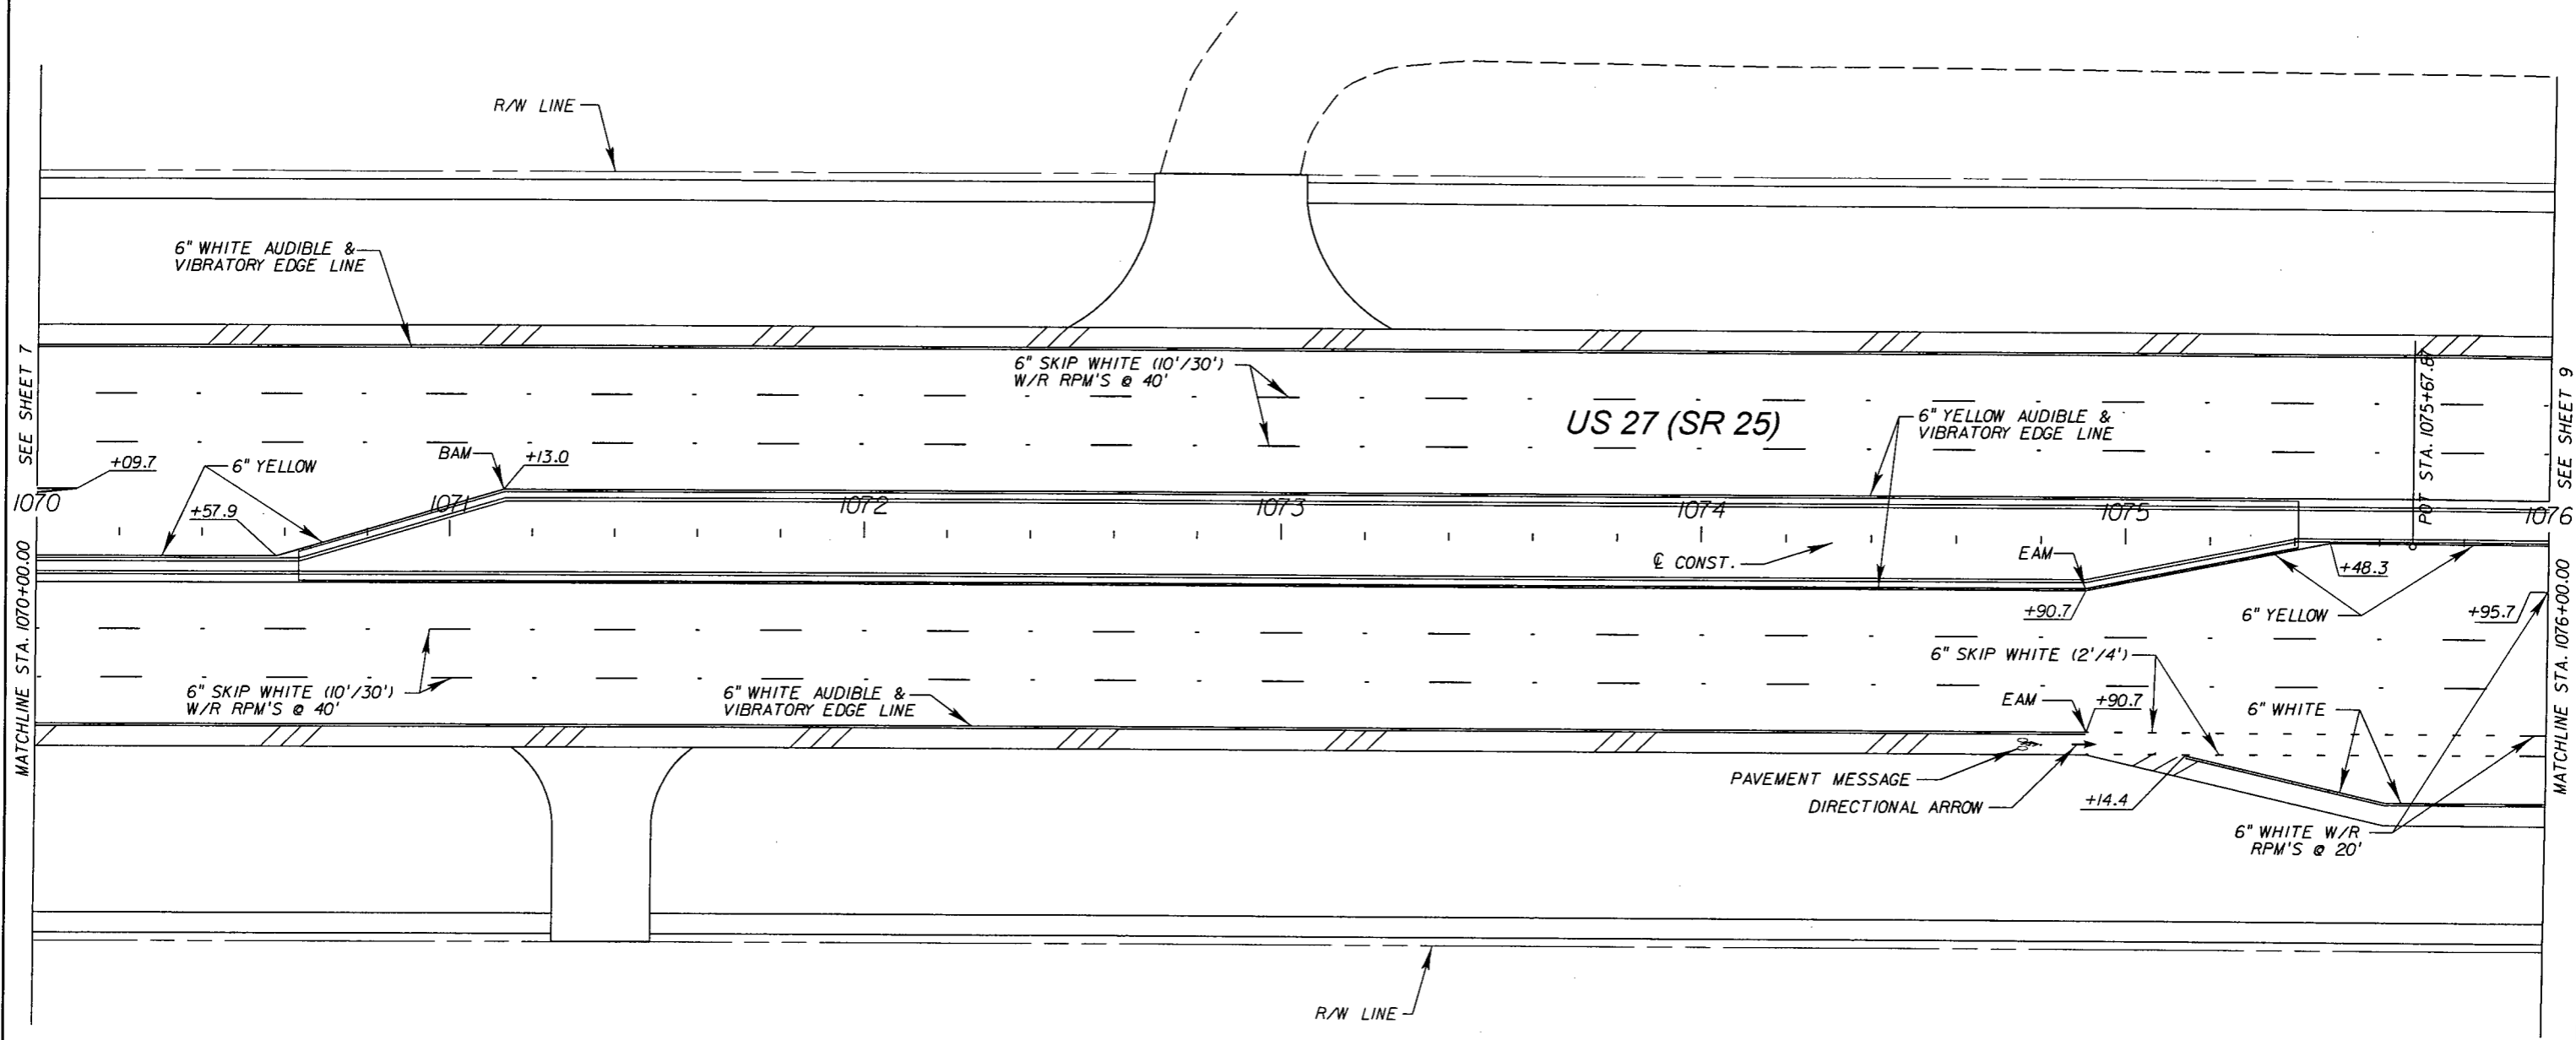 R/W LINE
6" WHITE AUDIBLE &
VIBRATORY EDGE LINE
6" SKIP WHITE (10'/30')
W/R RPM'S @ 40'
US 27 (SR 25)
6" YELLOW AUDIBLE &
VIBRATORY EDGE LINE
SEE SHEET 7
MATCHLINE STA. 1070+00.00
+09.7
6" YELLOW
BAM
+13.0
+57.9
1070
1071
1072
1073
1074
1075
1076
POT STA. 1075+67.87
SEE SHEET 9
MATCHLINE STA. 1076+00.00
℄ CONST.
EAM
+90.7
+48.3
6" YELLOW
+95.7
6" SKIP WHITE (10'/30')
W/R RPM'S @ 40'
6" WHITE AUDIBLE &
VIBRATORY EDGE LINE
6" SKIP WHITE (2'/4')
EAM
+90.7
6" WHITE
PAVEMENT MESSAGE
DIRECTIONAL ARROW
+14.4
6" WHITE W/R
RPM'S @ 20'
R/W LINE